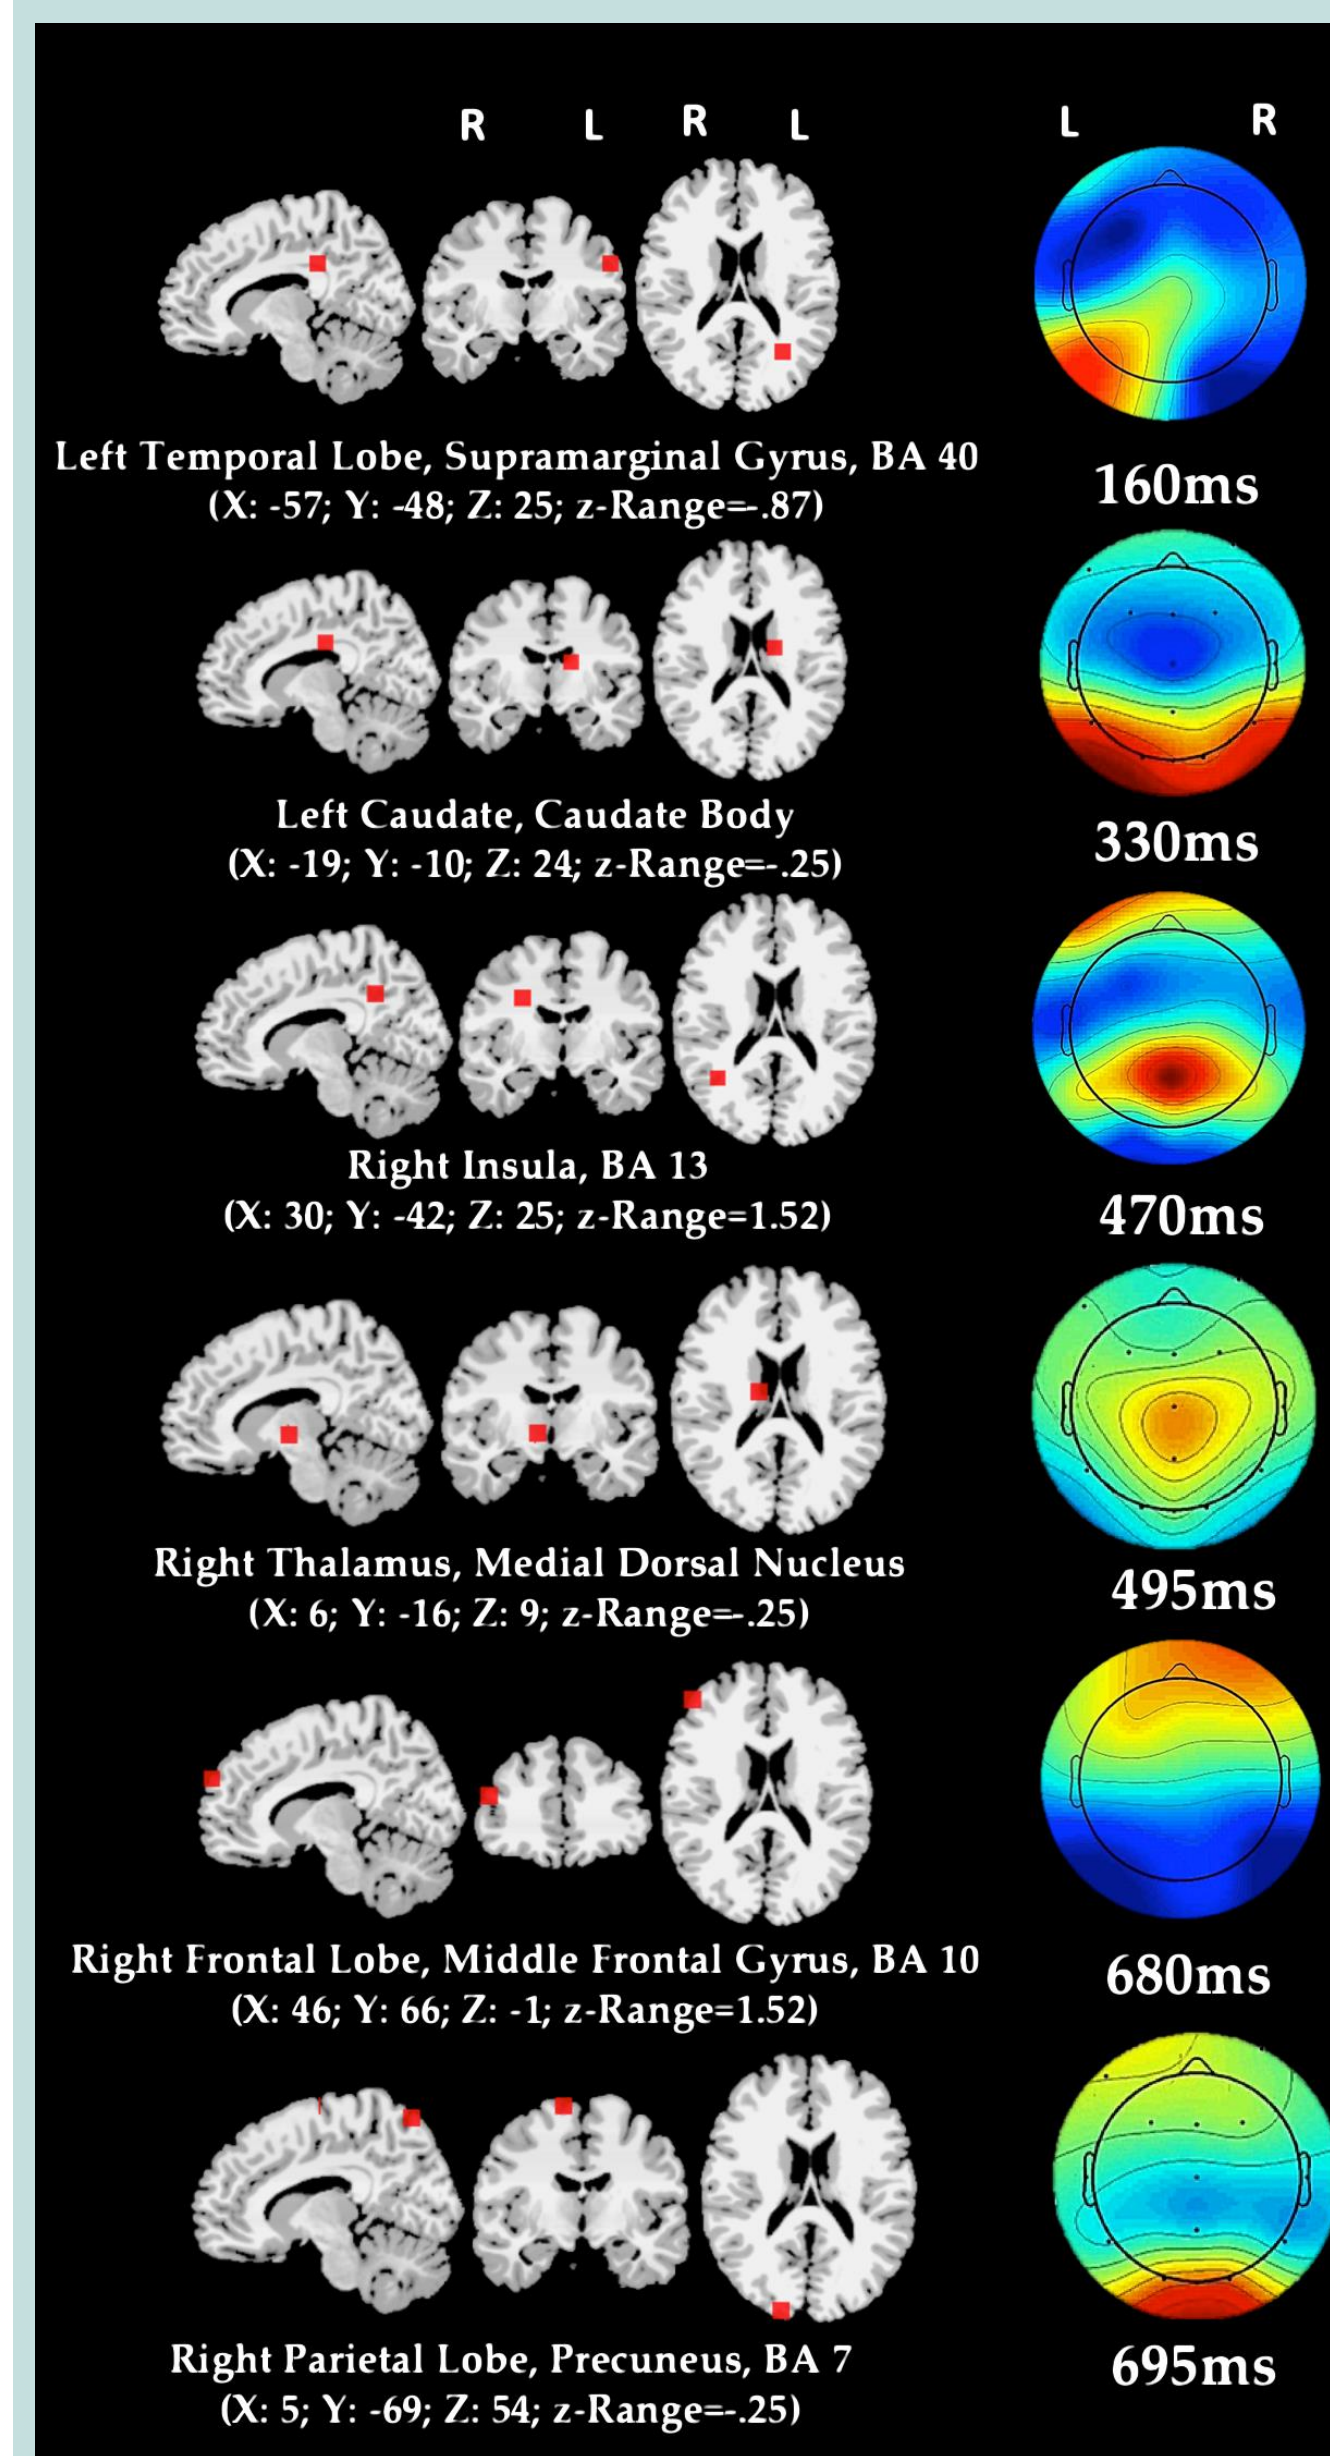 R L R L L R
Left Temporal Lobe, Supramarginal Gyrus, BA 40
(X: -57; Y: -48; Z: 25; z-Range=-.87)
160ms
Left Caudate, Caudate Body
(X: -19; Y: -10; Z: 24; z-Range=-.25)
330ms
Right Insula, BA 13
(X: 30; Y: -42; Z: 25; z-Range=1.52)
470ms
Right Thalamus, Medial Dorsal Nucleus
(X: 6; Y: -16; Z: 9; z-Range=-.25)
495ms
Right Frontal Lobe, Middle Frontal Gyrus, BA 10
(X: 46; Y: 66; Z: -1; z-Range=1.52)
680ms
Right Parietal Lobe, Precuneus, BA 7
(X: 5; Y: -69; Z: 54; z-Range=-.25)
695ms